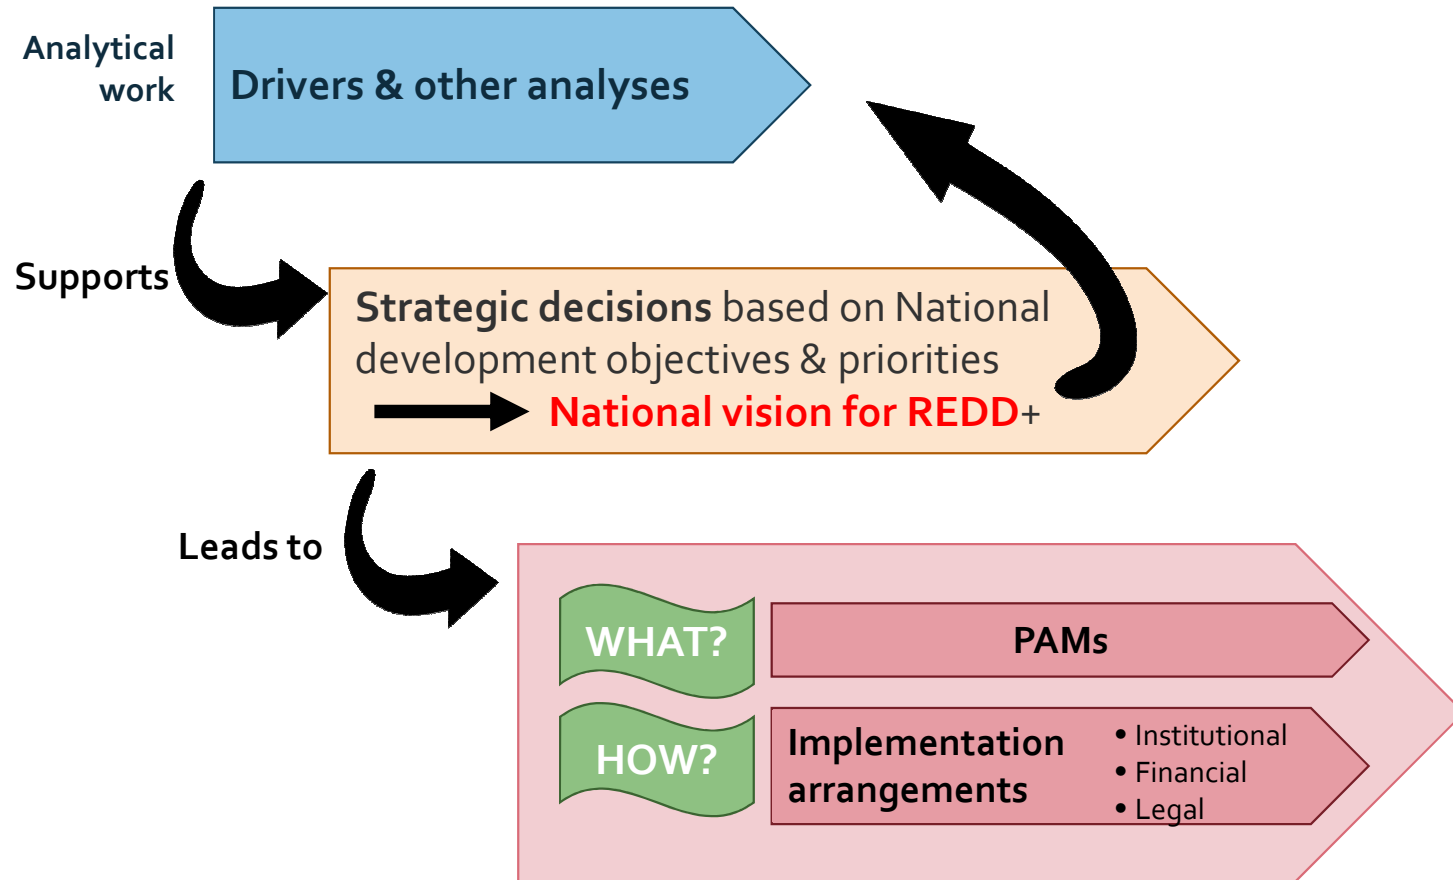 Analytical
work
Drivers & other analyses
Supports
Strategic decisions based on National
development objectives & priorities
National vision for REDD+
Leads to
WHAT?
PAMs
HOW?
Implementation
arrangements
• Institutional
• Financial
• Legal